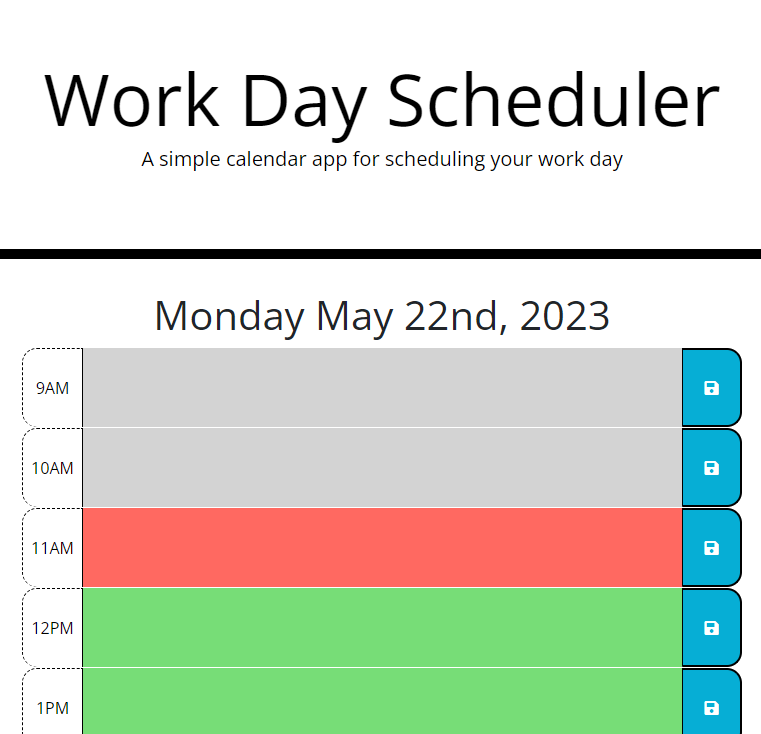 Work Day Scheduler
A simple calendar app for scheduling your work day
Monday May 22nd, 2023
9AM
10AM
11AM
12PM
1PM